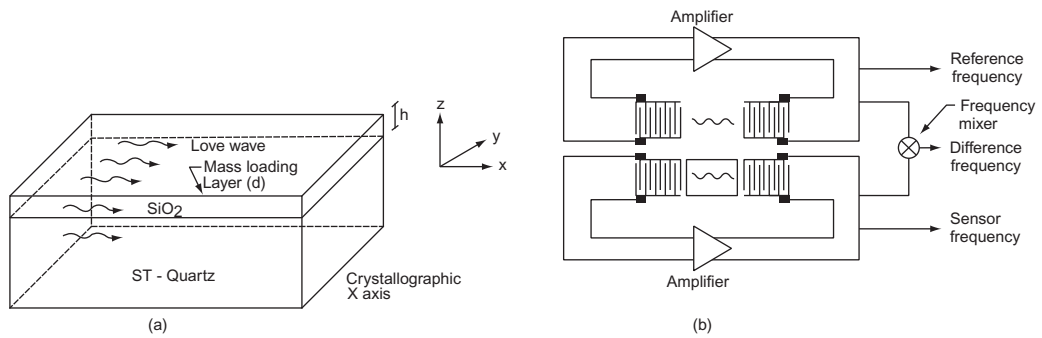 h
z
y
x
Love wave
Mass loading
Layer (d)
SiO2
ST - Quartz
Crystallographic
X axis
(a)
Amplifier
Reference
frequency
Frequency
mixer
Difference
frequency
Sensor
frequency
Amplifier
(b)